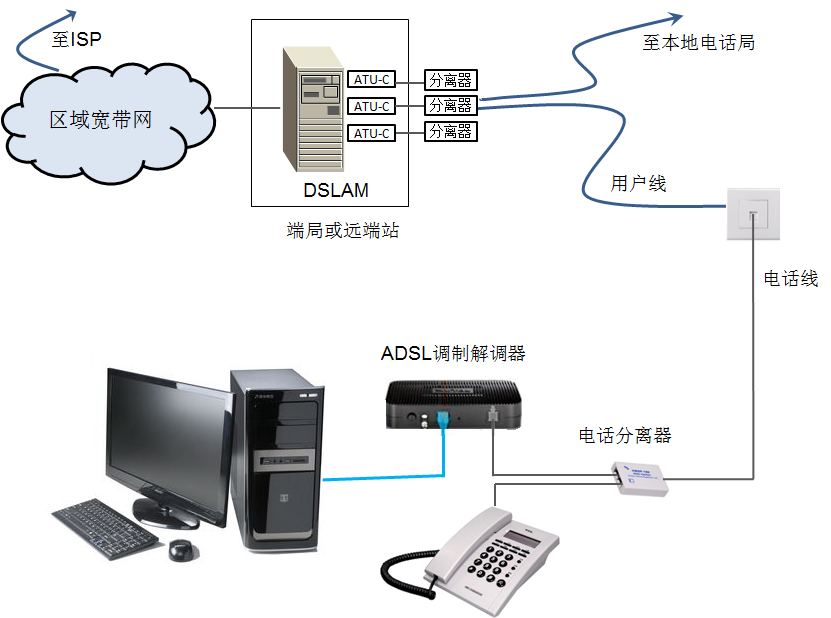 至ISP
区域宽带网
ATU-C
分离器
ATU-C
分离器
ATU-C
分离器
DSLAM
端局或远端站
至本地电话局
用户线
电话线
ADSL调制解调器
电话分离器